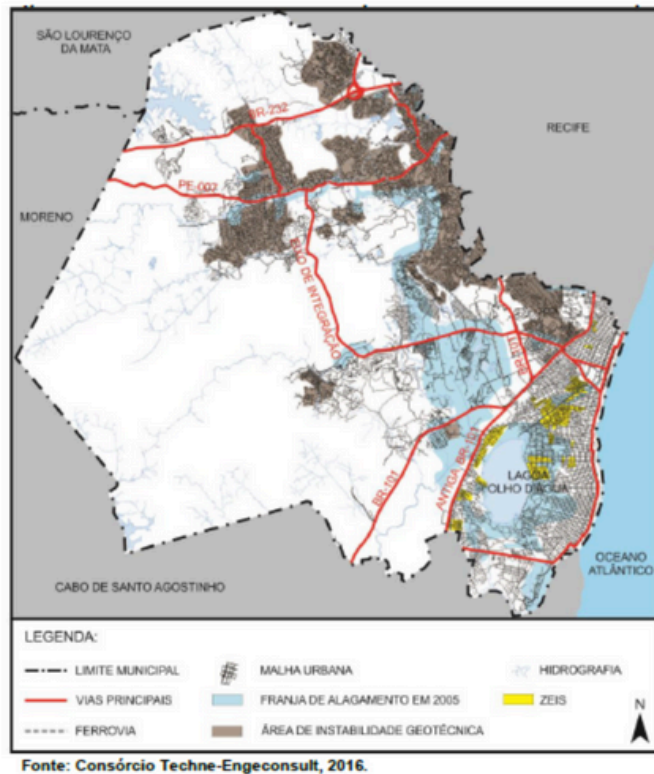 SÃO LOURENÇO
DA MATA
RECIFE
BR-232
PE-007
MORENO
EIXO DE INTEGRAÇÃO
BR-101
BR-101
ANTIGA BR-101
LAGOA
OLHO D'ÁGUA
OCEANO
ATLÂNTICO
CABO DE SANTO AGOSTINHO
LEGENDA:
LIMITE MUNICIPAL
MALHA URBANA
HIDROGRAFIA
VIAS PRINCIPAIS
FRANJA DE ALAGAMENTO EM 2005
ZEIS
FERROVIA
ÁREA DE INSTABILIDADE GEOTÉCNICA
N
Fonte: Consórcio Techne-Engeconsult, 2016.